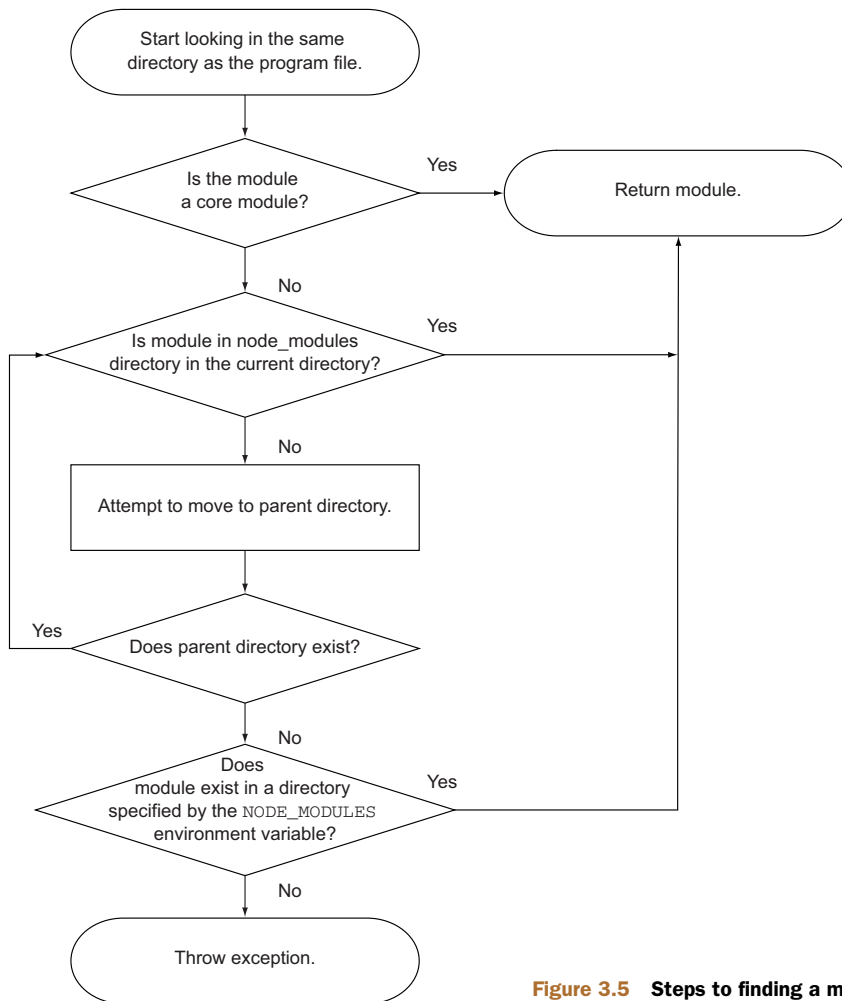 Start looking in the same
directory as the program file.
Is the module
a core module?
Yes
Return module.
No
Is module in node_modules
directory in the current directory?
Yes
No
Attempt to move to parent directory.
Does parent directory exist?
Yes
No
Does
module exist in a directory
specified by the NODE_MODULES
environment variable?
Yes
No
Throw exception.
Figure 3.5 Steps to finding a m